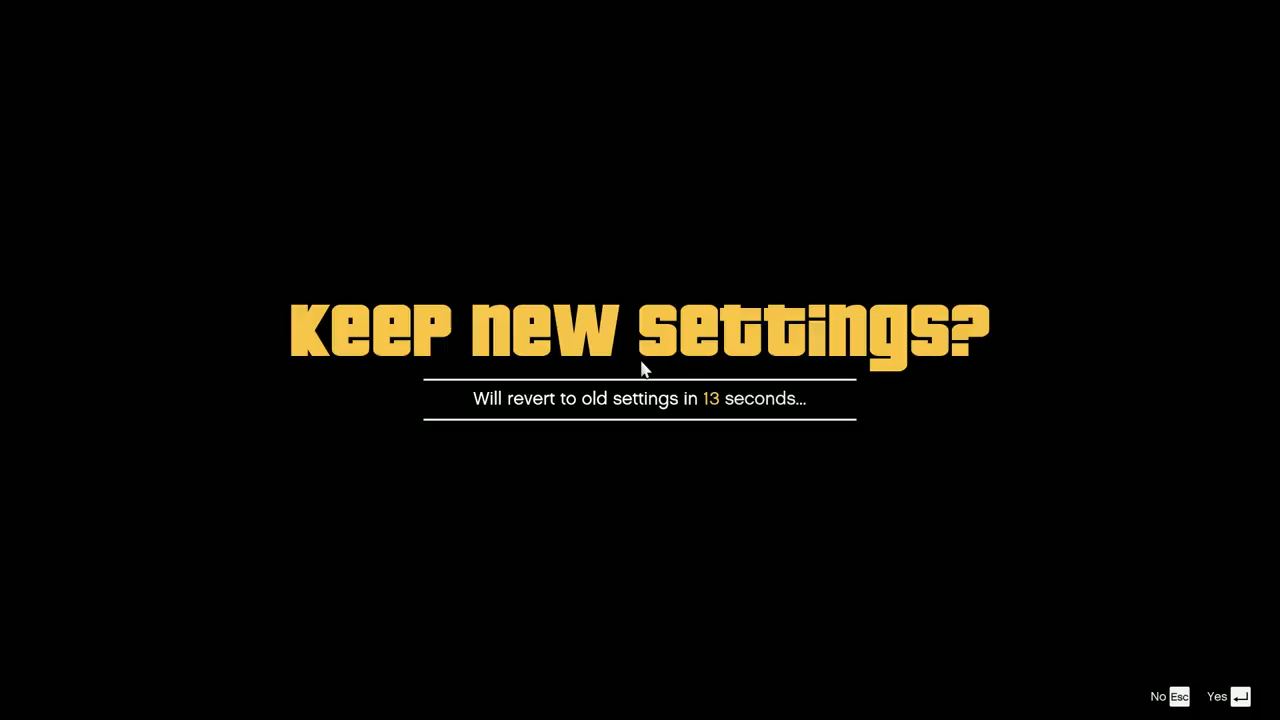 Keep new settings?
Will revert to old settings in 13 seconds...
No Esc Yes